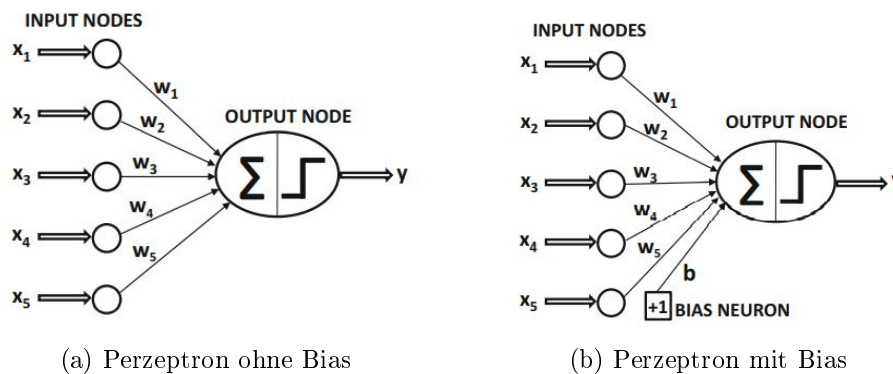 INPUT NODES
x1
w1
x2
w2
OUTPUT NODE
x3
w3
Σ
y
x4
w4
w5
x5
(a) Perzeptron ohne Bias
INPUT NODES
x1
w1
x2
w2
OUTPUT NODE
x3
w3
Σ
x4
w4
w5
b
x5
+1 BIAS NEURON
(b) Perzeptron mit Bias